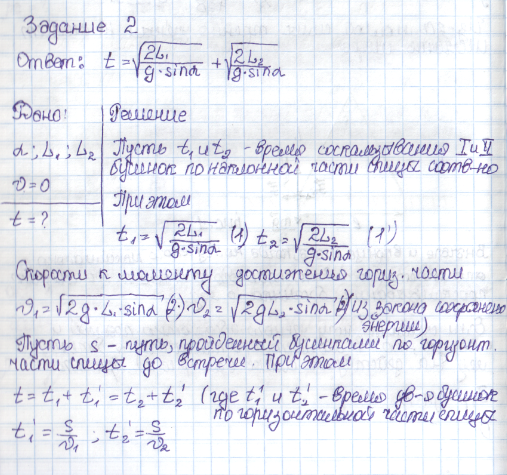 Задание 2
Ответ: t = √(2L₁/(g·sinα)) + √(2L₂/(g·sinα))
Дано:
α; L₁; L₂
v=0
t=?
Решение
Пусть t₁ и t₂ - время соскальзывания I и II
бусинок по наклонной части спицы соотв-но
При этом
t₁ = √(2L₁/(g·sinα)) (1) t₂ = √(2L₂/(g·sinα)) (1')
Скорости к моменту достижения гориз. части
v₁ = √(2g·L₁·sinα) (2) v₂ = √(2gL₂·sinα) (2') (из закона сохранения
энергии)
Пусть s - путь, пройденный бусинками по горизонт.
части спицы до встречи. При этом
t = t₁ + t₁' = t₂ + t₂' (где t₁' и t₂' - время дв-я бусинок
по горизонтальной части спицы
t₁' = s/v₁ ; t₂' = s/v₂